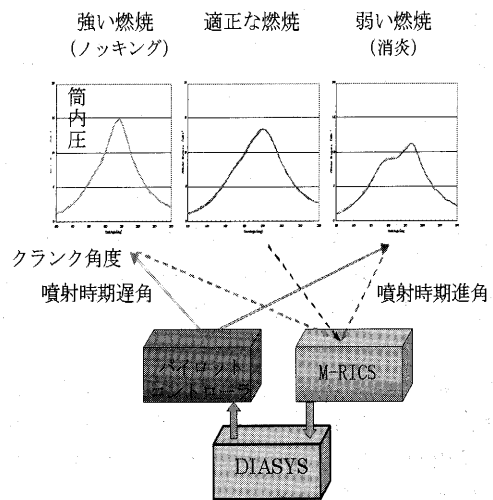 強い燃焼 適正な燃焼 弱い燃焼
(ノッキング) (消炎)
筒内圧
クランク角度
噴射時期遅角 噴射時期進角
パイロット
コントローラ
M-RICS
DIASYS